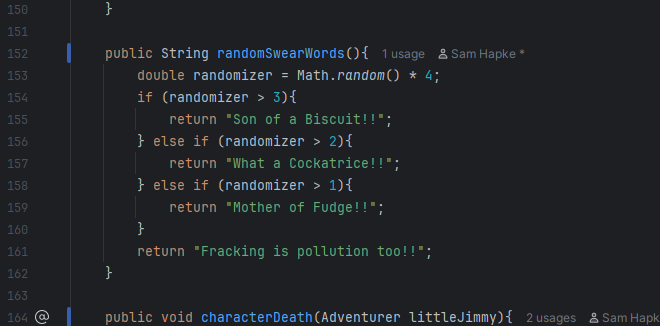 150 }
151
152 public String randomSwearWords(){ 1 usage Sam Hapke *
153 double randomizer = Math.random() * 4;
154 if (randomizer > 3){
155 return "Son of a Biscuit!!";
156 } else if (randomizer > 2){
157 return "What a Cockatrice!!";
158 } else if (randomizer > 1){
159 return "Mother of Fudge!!";
160 }
161 return "Fracking is pollution too!!";
162 }
163
164 @ public void characterDeath(Adventurer littleJimmy){ 2 usages Sam Hapk